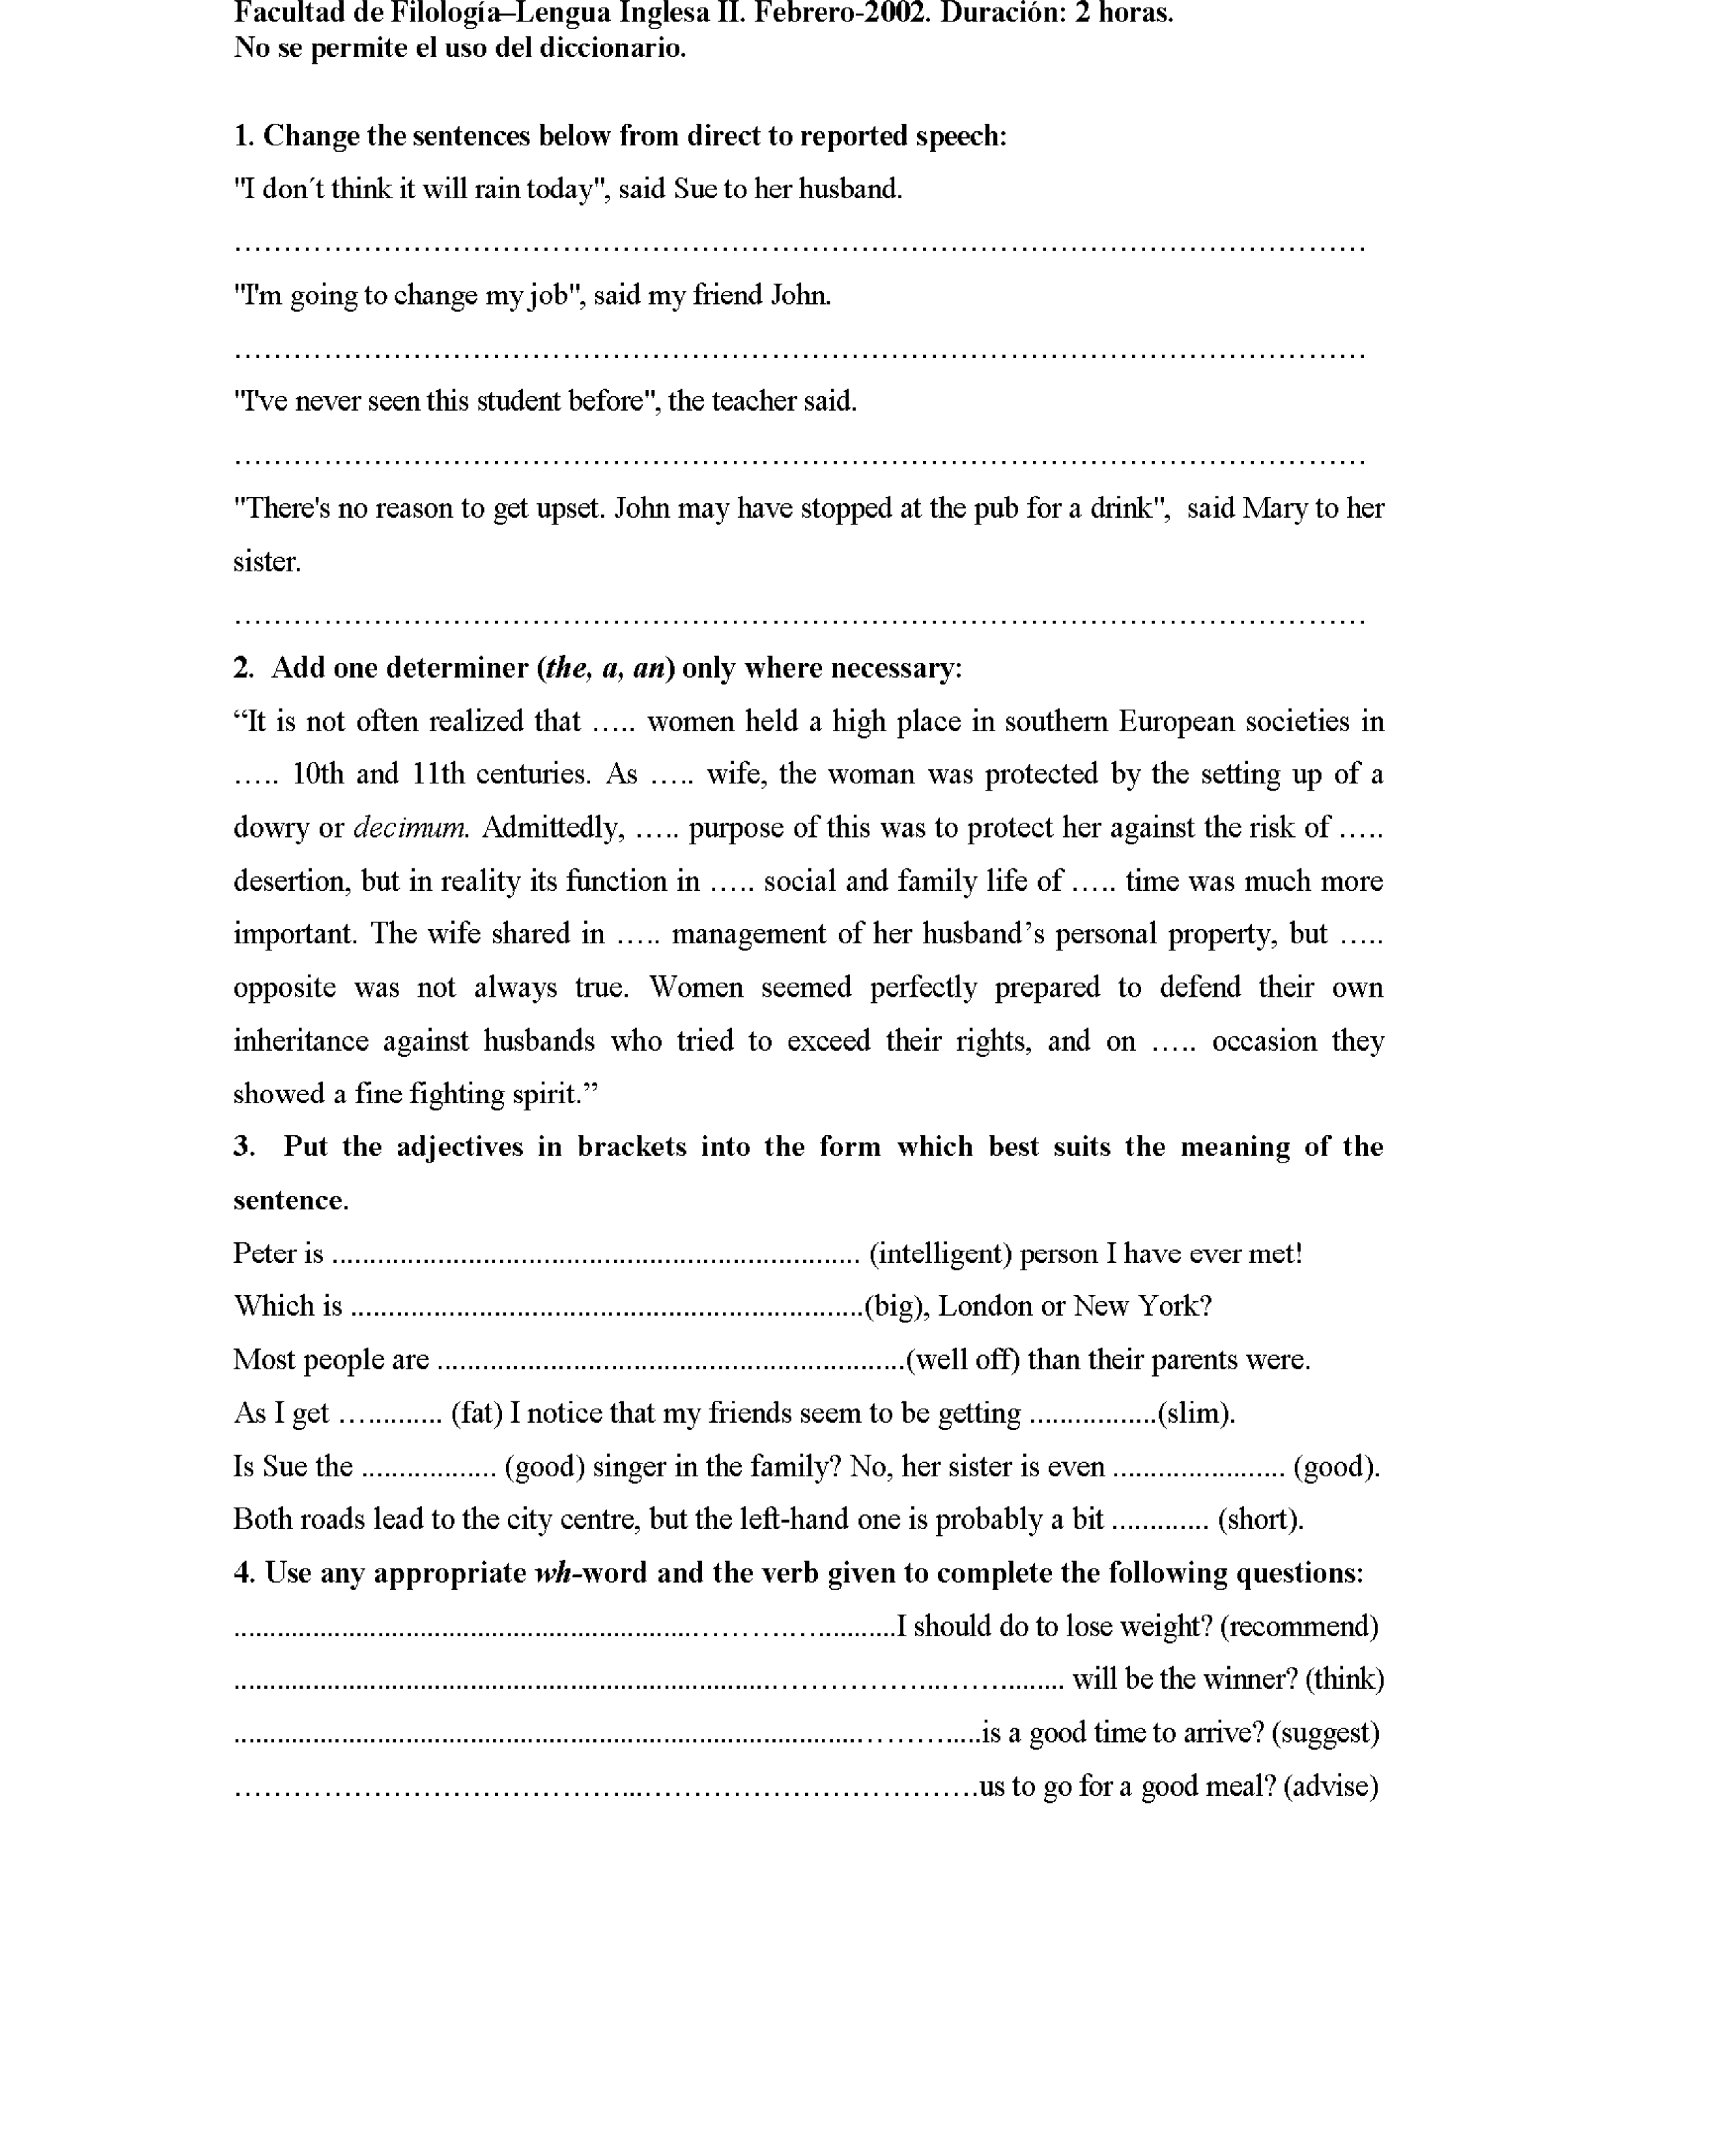 Facultad de Filología–Lengua Inglesa II. Febrero-2002. Duración: 2 horas.
No se permite el uso del diccionario.
1. Change the sentences below from direct to reported speech:
"I don´t think it will rain today", said Sue to her husband.
………………………………………………………………………………………………………
"I'm going to change my job", said my friend John.
………………………………………………………………………………………………………
"I've never seen this student before", the teacher said.
………………………………………………………………………………………………………
"There's no reason to get upset. John may have stopped at the pub for a drink", said Mary to her
sister.
………………………………………………………………………………………………………
2. Add one determiner (the, a, an) only where necessary:
“It is not often realized that ….. women held a high place in southern European societies in
….. 10th and 11th centuries. As ….. wife, the woman was protected by the setting up of a
dowry or decimum. Admittedly, ….. purpose of this was to protect her against the risk of …..
desertion, but in reality its function in ….. social and family life of ….. time was much more
important. The wife shared in ….. management of her husband’s personal property, but …..
opposite was not always true. Women seemed perfectly prepared to defend their own
inheritance against husbands who tried to exceed their rights, and on ….. occasion they
showed a fine fighting spirit.”
3. Put the adjectives in brackets into the form which best suits the meaning of the
sentence.
Peter is ...................................................................... (intelligent) person I have ever met!
Which is ....................................................................(big), London or New York?
Most people are ..............................................................(well off) than their parents were.
As I get ….......... (fat) I notice that my friends seem to be getting .................(slim).
Is Sue the .................. (good) singer in the family? No, her sister is even ....................... (good).
Both roads lead to the city centre, but the left-hand one is probably a bit ............. (short).
4. Use any appropriate wh-word and the verb given to complete the following questions:
................................................................……………...........I should do to lose weight? (recommend)
...........................................................................……………...……......... will be the winner? (think)
.......................................................................................……….....is a good time to arrive? (suggest)
…………………………………...……………………………us to go for a good meal? (advise)